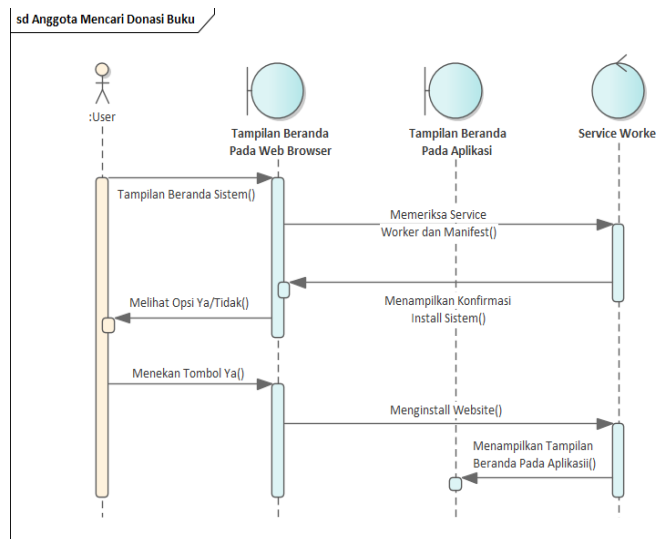 sd Anggota Mencari Donasi Buku
:User
Tampilan Beranda
Pada Web Browser
Tampilan Beranda
Pada Aplikasi
Service Worke
Tampilan Beranda Sistem()
Memeriksa Service
Worker dan Manifest()
Menampilkan Konfirmasi
Install Sistem()
Melihat Opsi Ya/Tidak()
Menekan Tombol Ya()
Menginstall Website()
Menampilkan Tampilan
Beranda Pada Aplikasii()